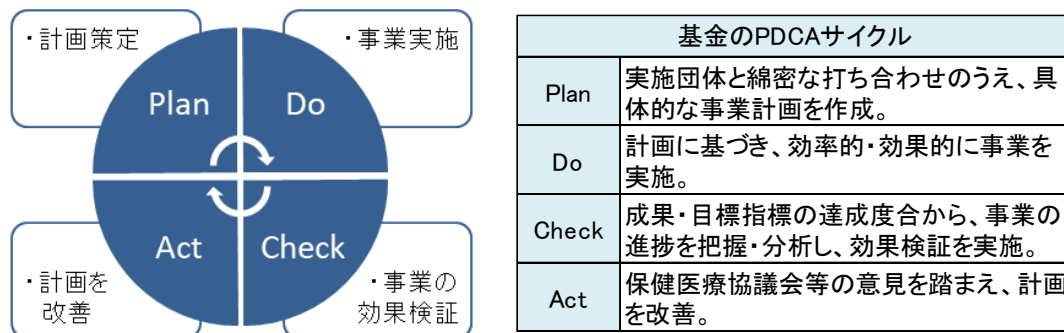 ・計画策定
・事業実施
Plan
Do
Act
Check
・計画を
改善
・事業の
効果検証
基金のPDCAサイクル
Plan
実施団体と綿密な打ち合わせのうえ、具
体的な事業計画を作成。
Do
計画に基づき、効率的・効果的に事業を
実施。
Check
成果・目標指標の達成度合から、事業の
進捗を把握・分析し、効果検証を実施。
Act
保健医療協議会等の意見を踏まえ、計画
を改善。